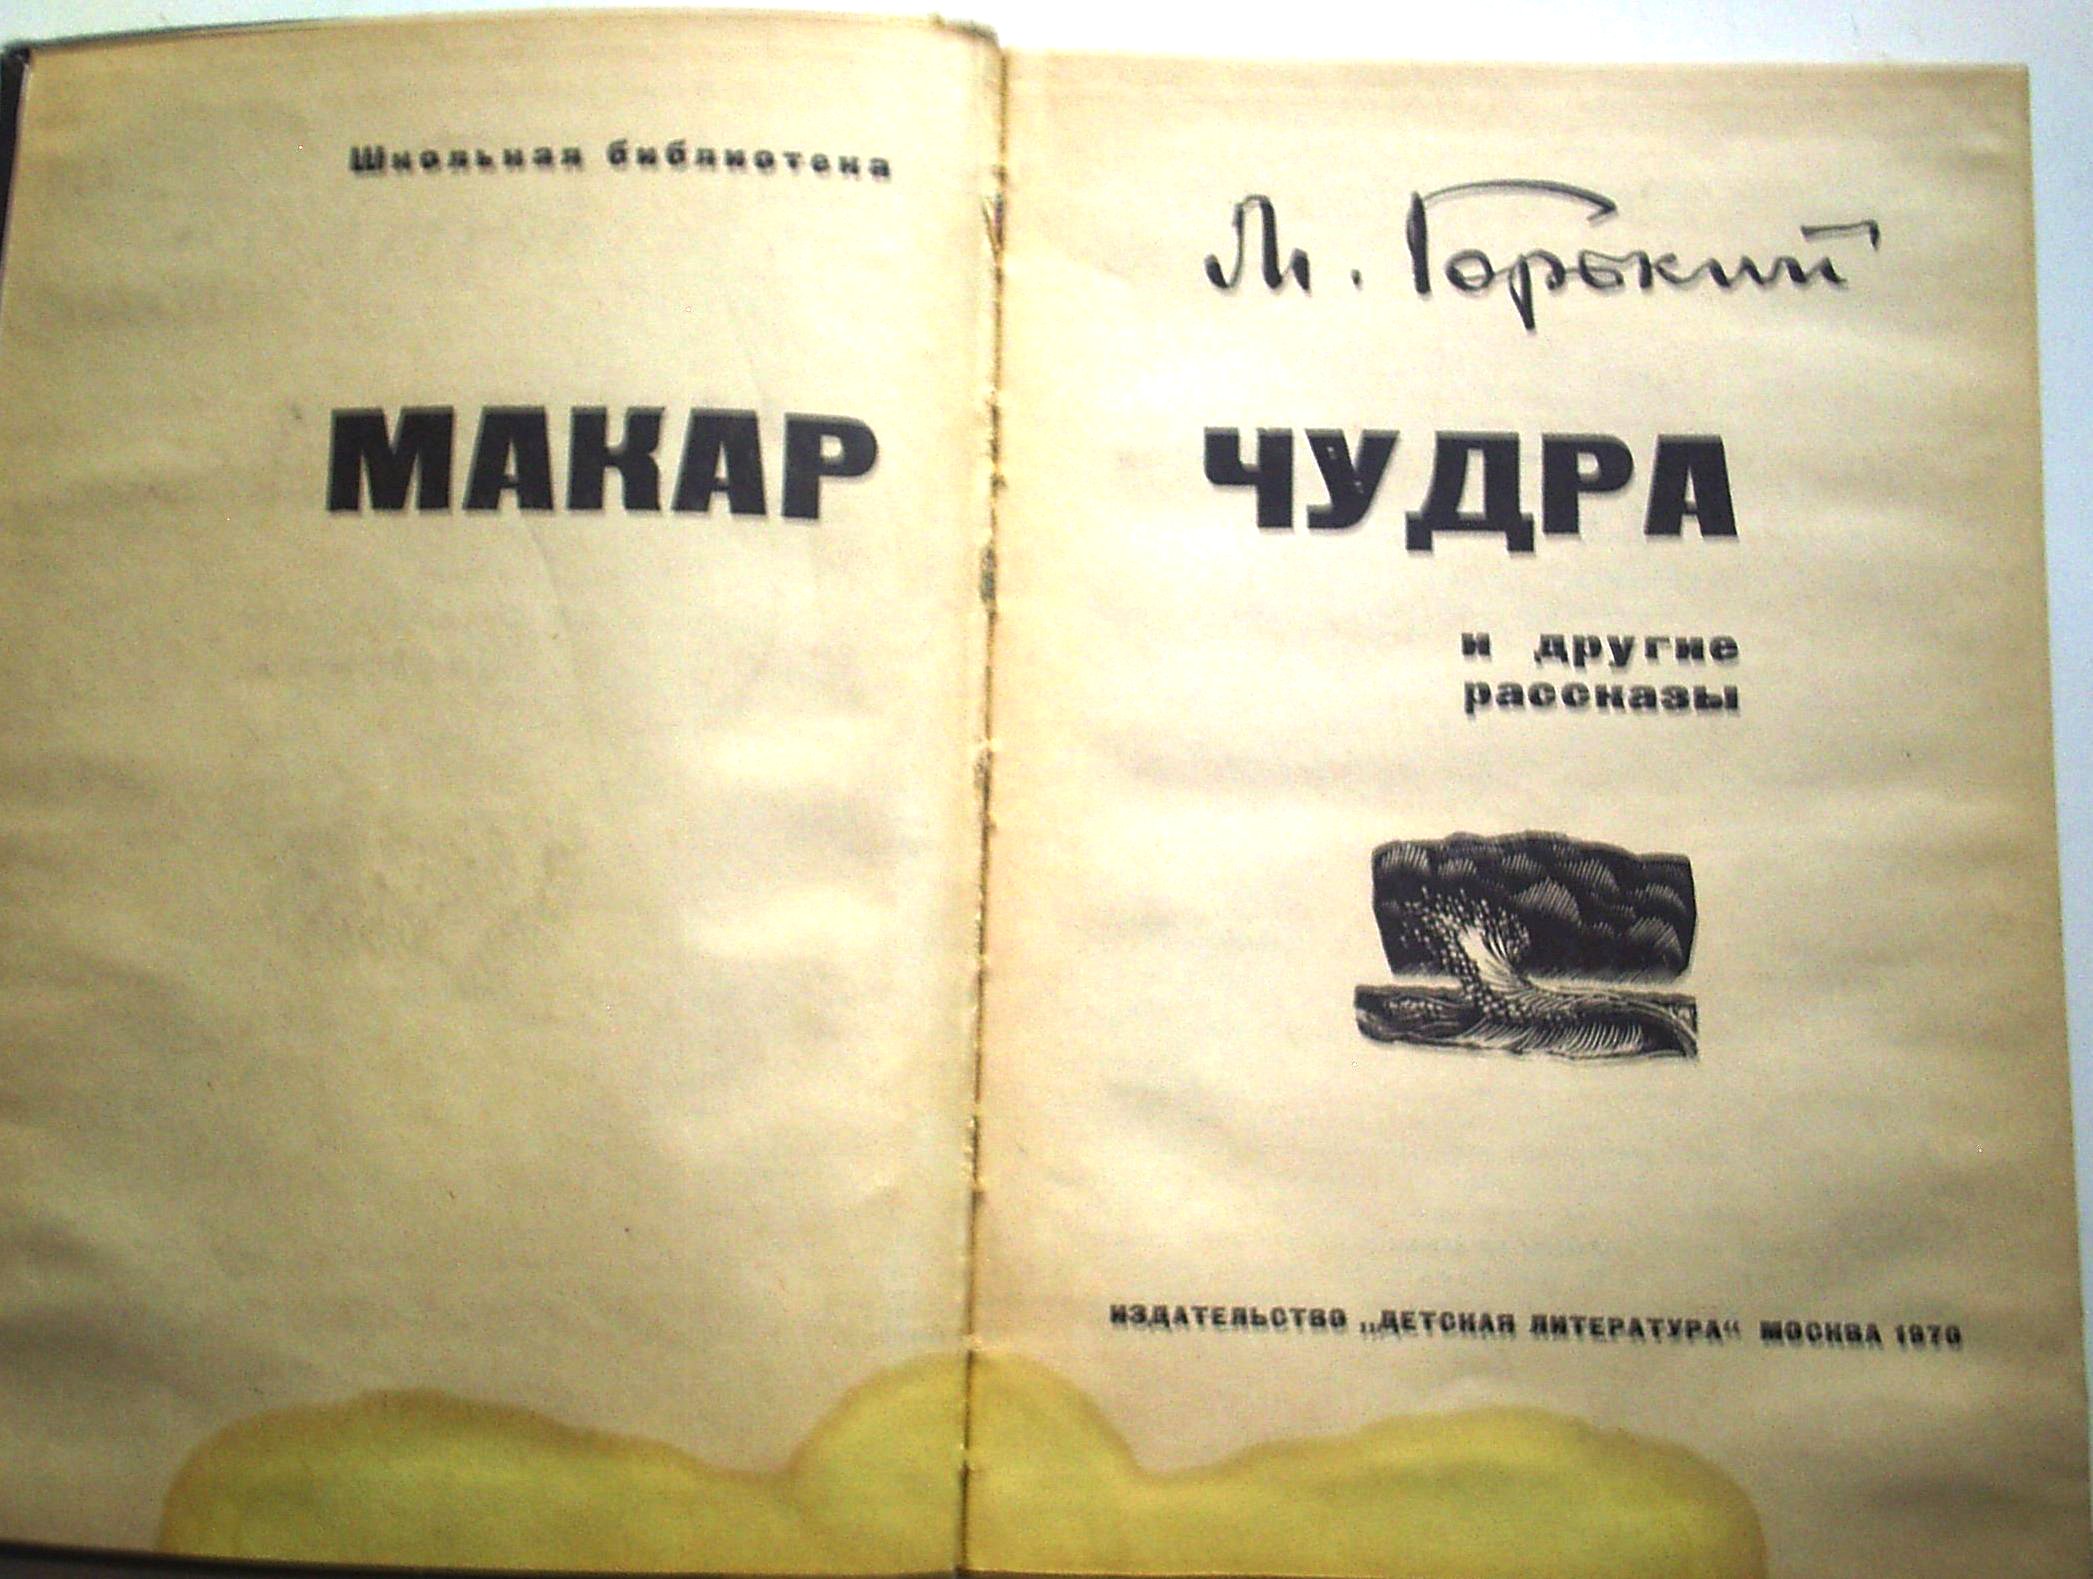 Школьная библиотека
М. Горький
МАКАР ЧУДРА
и другие
рассказы
ИЗДАТЕЛЬСТВО „ДЕТСКАЯ ЛИТЕРАТУРА“ МОСКВА 1970